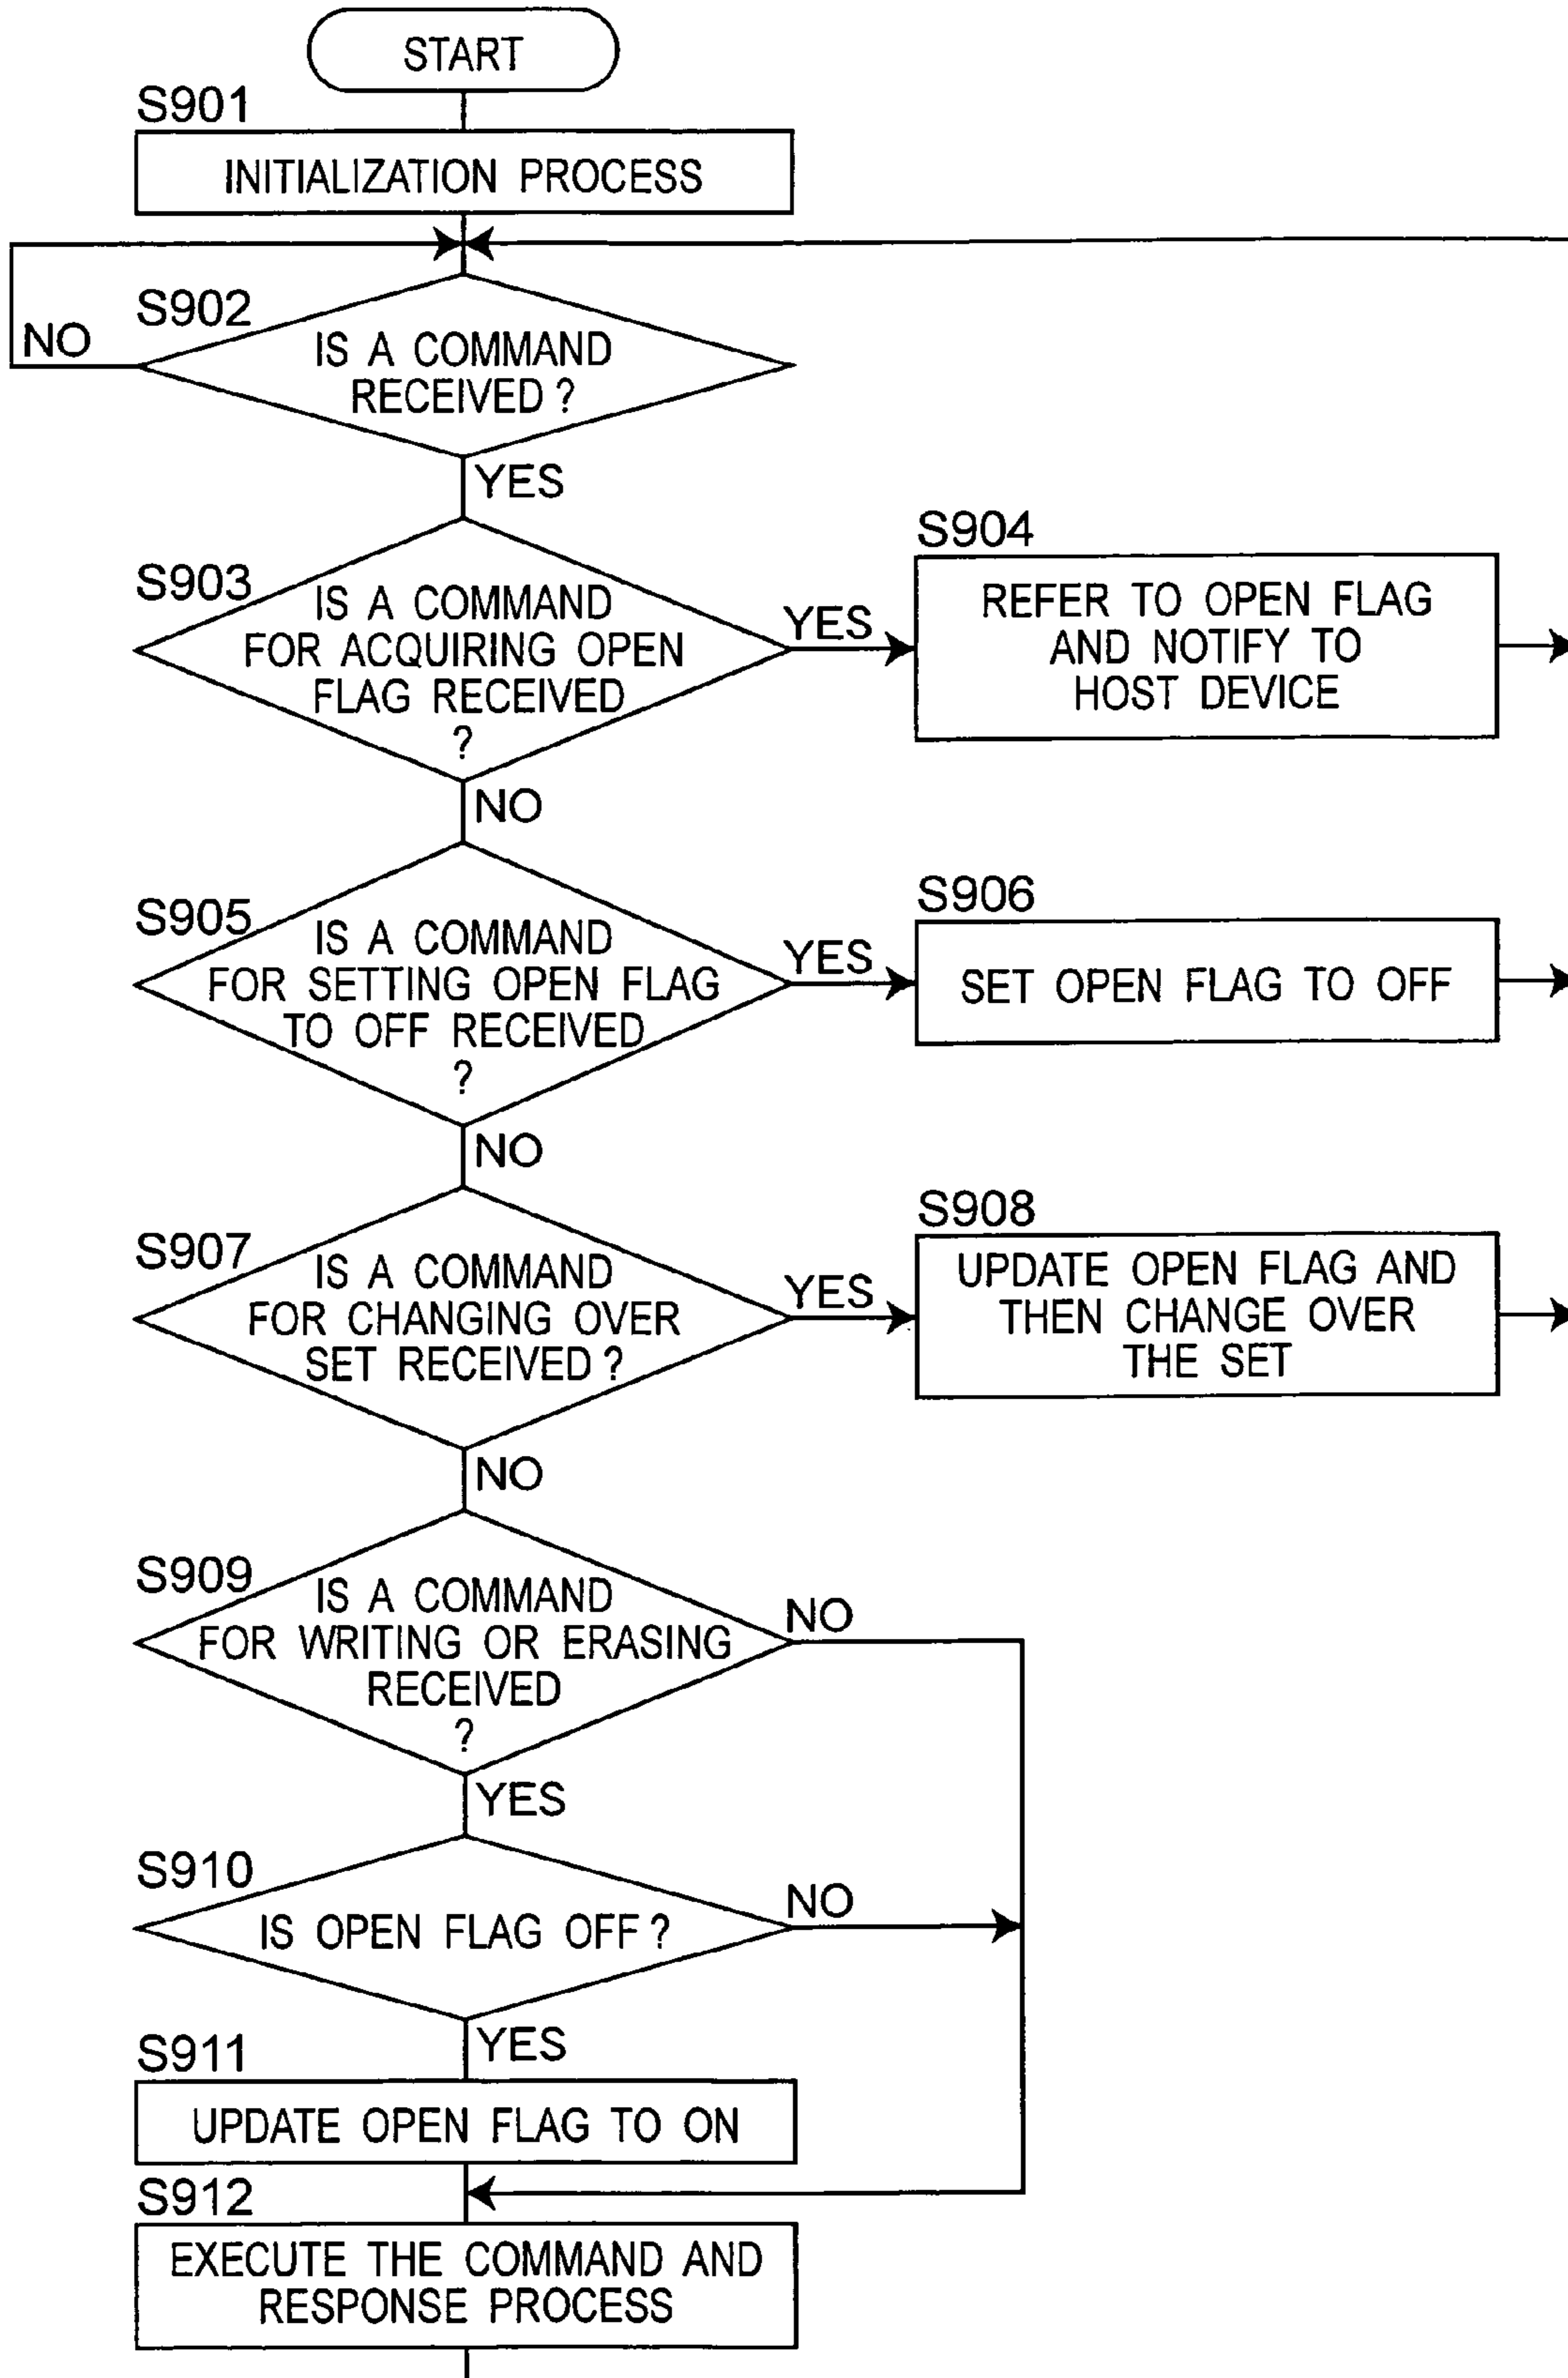 START
S901
INITIALIZATION PROCESS
S902
NO
IS A COMMAND
RECEIVED ?
YES
S903
IS A COMMAND
FOR ACQUIRING OPEN
FLAG RECEIVED
?
YES
S904
REFER TO OPEN FLAG
AND NOTIFY TO
HOST DEVICE
NO
S905
IS A COMMAND
FOR SETTING OPEN FLAG
TO OFF RECEIVED
?
YES
S906
SET OPEN FLAG TO OFF
NO
S907
IS A COMMAND
FOR CHANGING OVER
SET RECEIVED ?
YES
S908
UPDATE OPEN FLAG AND
THEN CHANGE OVER
THE SET
NO
S909
IS A COMMAND
FOR WRITING OR ERASING
RECEIVED
?
NO
YES
S910
IS OPEN FLAG OFF ?
NO
YES
S911
UPDATE OPEN FLAG TO ON
S912
EXECUTE THE COMMAND AND
RESPONSE PROCESS